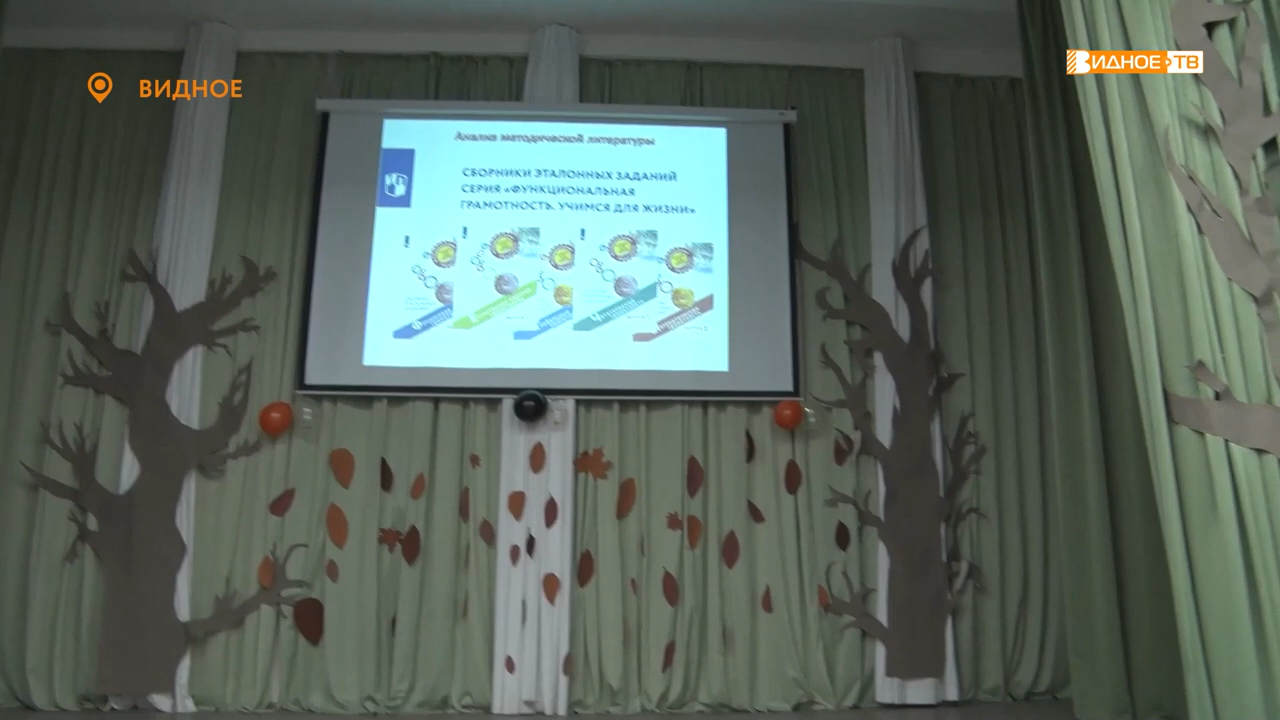 ВИДНОЕ
ВИДНОЕ ТВ
Анализ методической литературы
СБОРНИКИ ЭТАЛОННЫХ ЗАДАНИЙ
СЕРИЯ «ФУНКЦИОНАЛЬНАЯ
ГРАМОТНОСТЬ. УЧИМСЯ ДЛЯ ЖИЗНИ»